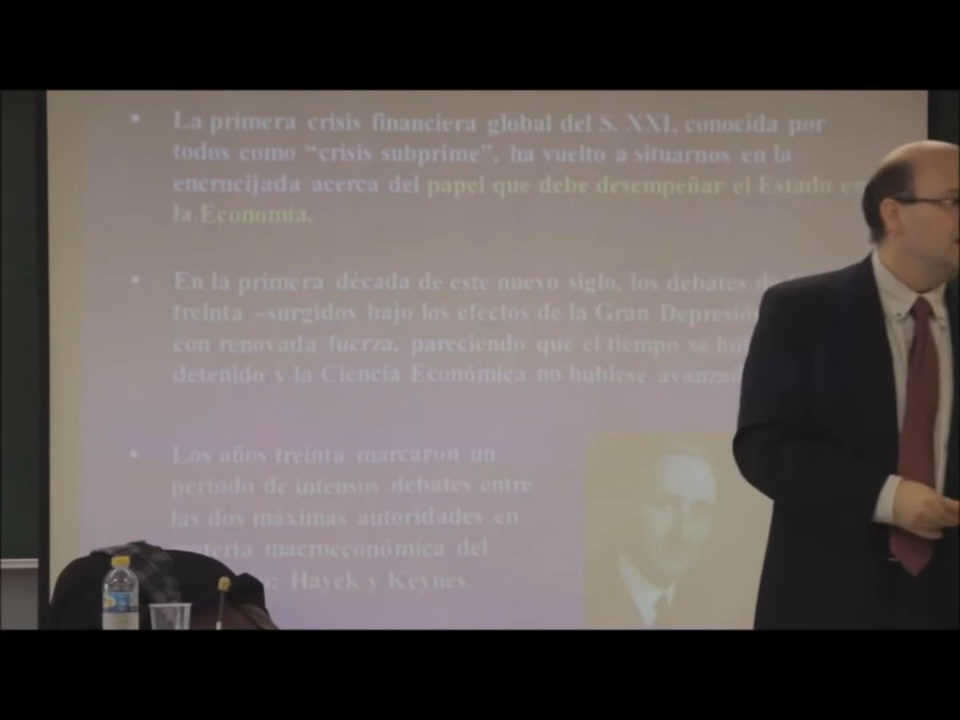 La primera crisis financiera global del S. XXI, conocida por
todos como “crisis subprime”, ha vuelto a situarnos en la
encrucijada acerca del papel que debe desempeñar el Estado en
la Economía.
En la primera década de este nuevo siglo, los debates
treinta –surgidos bajo los efectos de la Gran Depresión
con renovada fuerza, pareciendo que el tiempo se
detenido y la Ciencia Económica no hubiese
Los años treinta marcaron un
periodo de intensos debates entre
las dos máximas autoridades en
macroeconómica del
Hayek y Keynes.